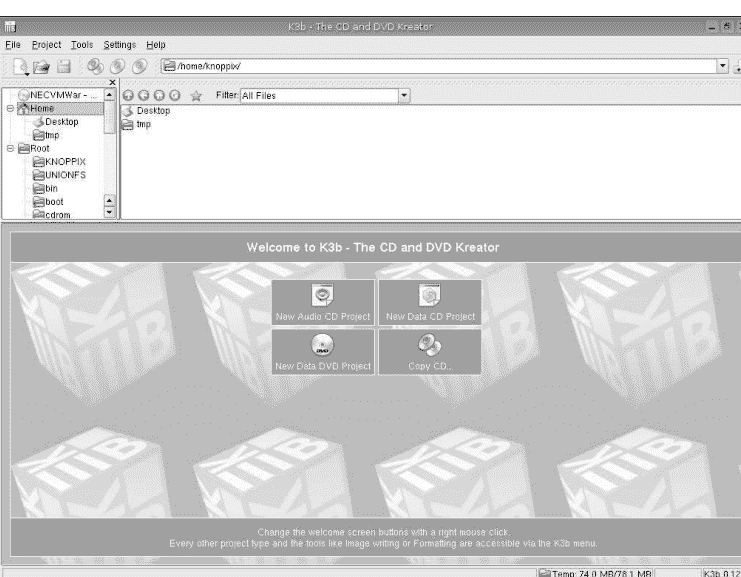 K3b - The CD and DVD Kreator
File Project Tools Settings Help
/home/knoppix/
NECVMWar - ...
Filter: All Files
Home
Desktop
tmp
Root
KNOPPIX
UNIONFS
bin
boot
cdrom
Desktop
tmp
Welcome to K3b - The CD and DVD Kreator
New Audio CD Project
New Data CD Project
New Data DVD Project
Copy CD...
Change the welcome screen buttons with a right mouse click.
Every other project type and the tools like Image writing or Formatting are accessible via the K3b menu.
Temp: 74.0 MB/78.1 MB
K3b 0.12